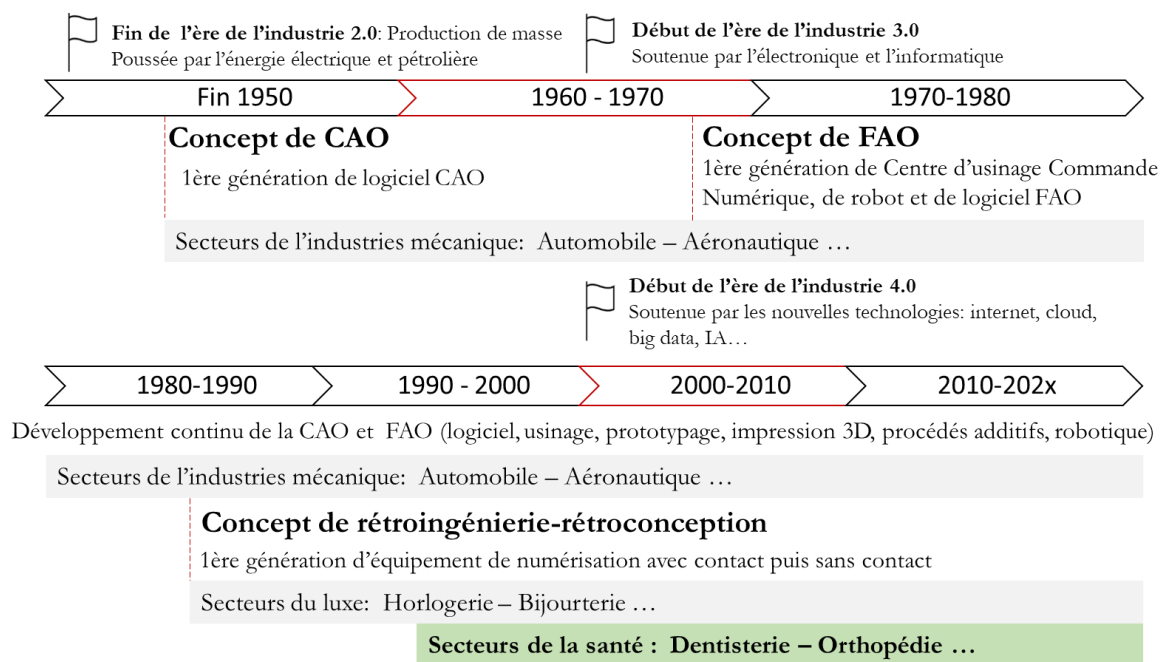 Fin de l'ère de l'industrie 2.0: Production de masse
Poussée par l'énergie électrique et pétrolière
Début de l'ère de l'industrie 3.0
Soutenue par l'électronique et l'informatique
Fin 1950
1960 - 1970
1970-1980
Concept de CAO
1ère génération de logiciel CAO
Concept de FAO
1ère génération de Centre d'usinage Commande
Numérique, de robot et de logiciel FAO
Secteurs de l'industries mécanique: Automobile – Aéronautique …
Début de l'ère de l'industrie 4.0
Soutenue par les nouvelles technologies: internet, cloud,
big data, IA…
1980-1990
1990 - 2000
2000-2010
2010-202x
Développement continu de la CAO et FAO (logiciel, usinage, prototypage, impression 3D, procédés additifs, robotique)
Secteurs de l'industries mécanique: Automobile – Aéronautique …
Concept de rétroingénierie-rétroconception
1ère génération d'équipement de numérisation avec contact puis sans contact
Secteurs du luxe: Horlogerie – Bijourterie …
Secteurs de la santé : Dentisterie – Orthopédie …